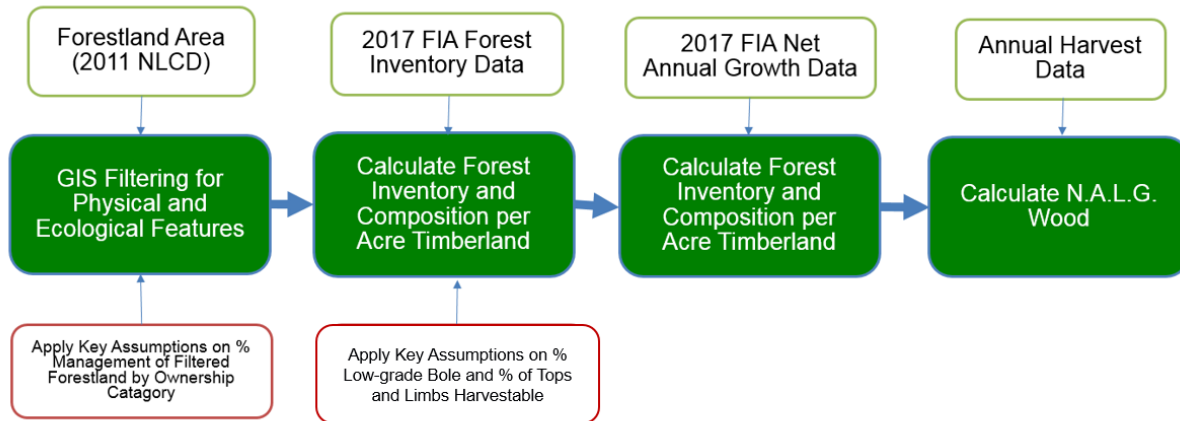 Forestland Area
(2011 NLCD)
2017 FIA Forest
Inventory Data
2017 FIA Net
Annual Growth Data
Annual Harvest
Data
GIS Filtering for
Physical and
Ecological Features
Calculate Forest
Inventory and
Composition per
Acre Timberland
Calculate Forest
Inventory and
Composition per
Acre Timberland
Calculate N.A.L.G.
Wood
Apply Key Assumptions on %
Management of Filtered
Forestland by Ownership
Catagory
Apply Key Assumptions on %
Low-grade Bole and % of Tops
and Limbs Harvestable